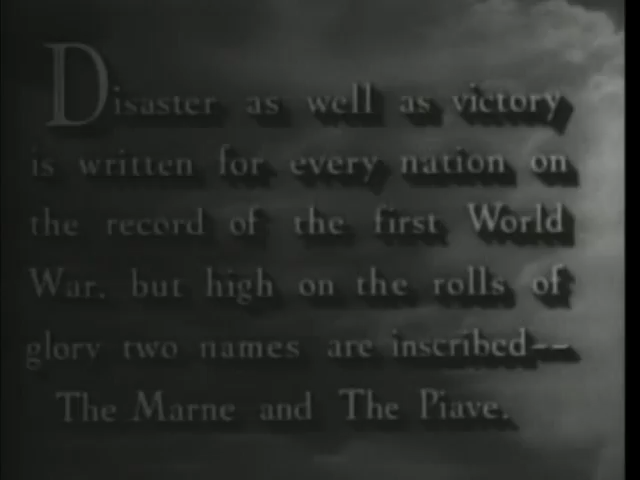 Disaster as well as victory
is written for every nation on
the record of the first World
War, but high on the rolls of
glory two names are inscribed--
The Marne and The Piave.